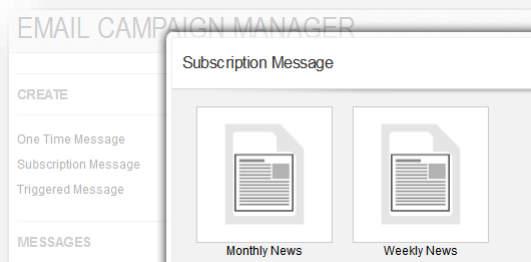 EMAIL CAMPAIGN MANAGER
Subscription Message
CREATE
One Time Message
Subscription Message
Triggered Message
MESSAGES
Monthly News
Weekly News